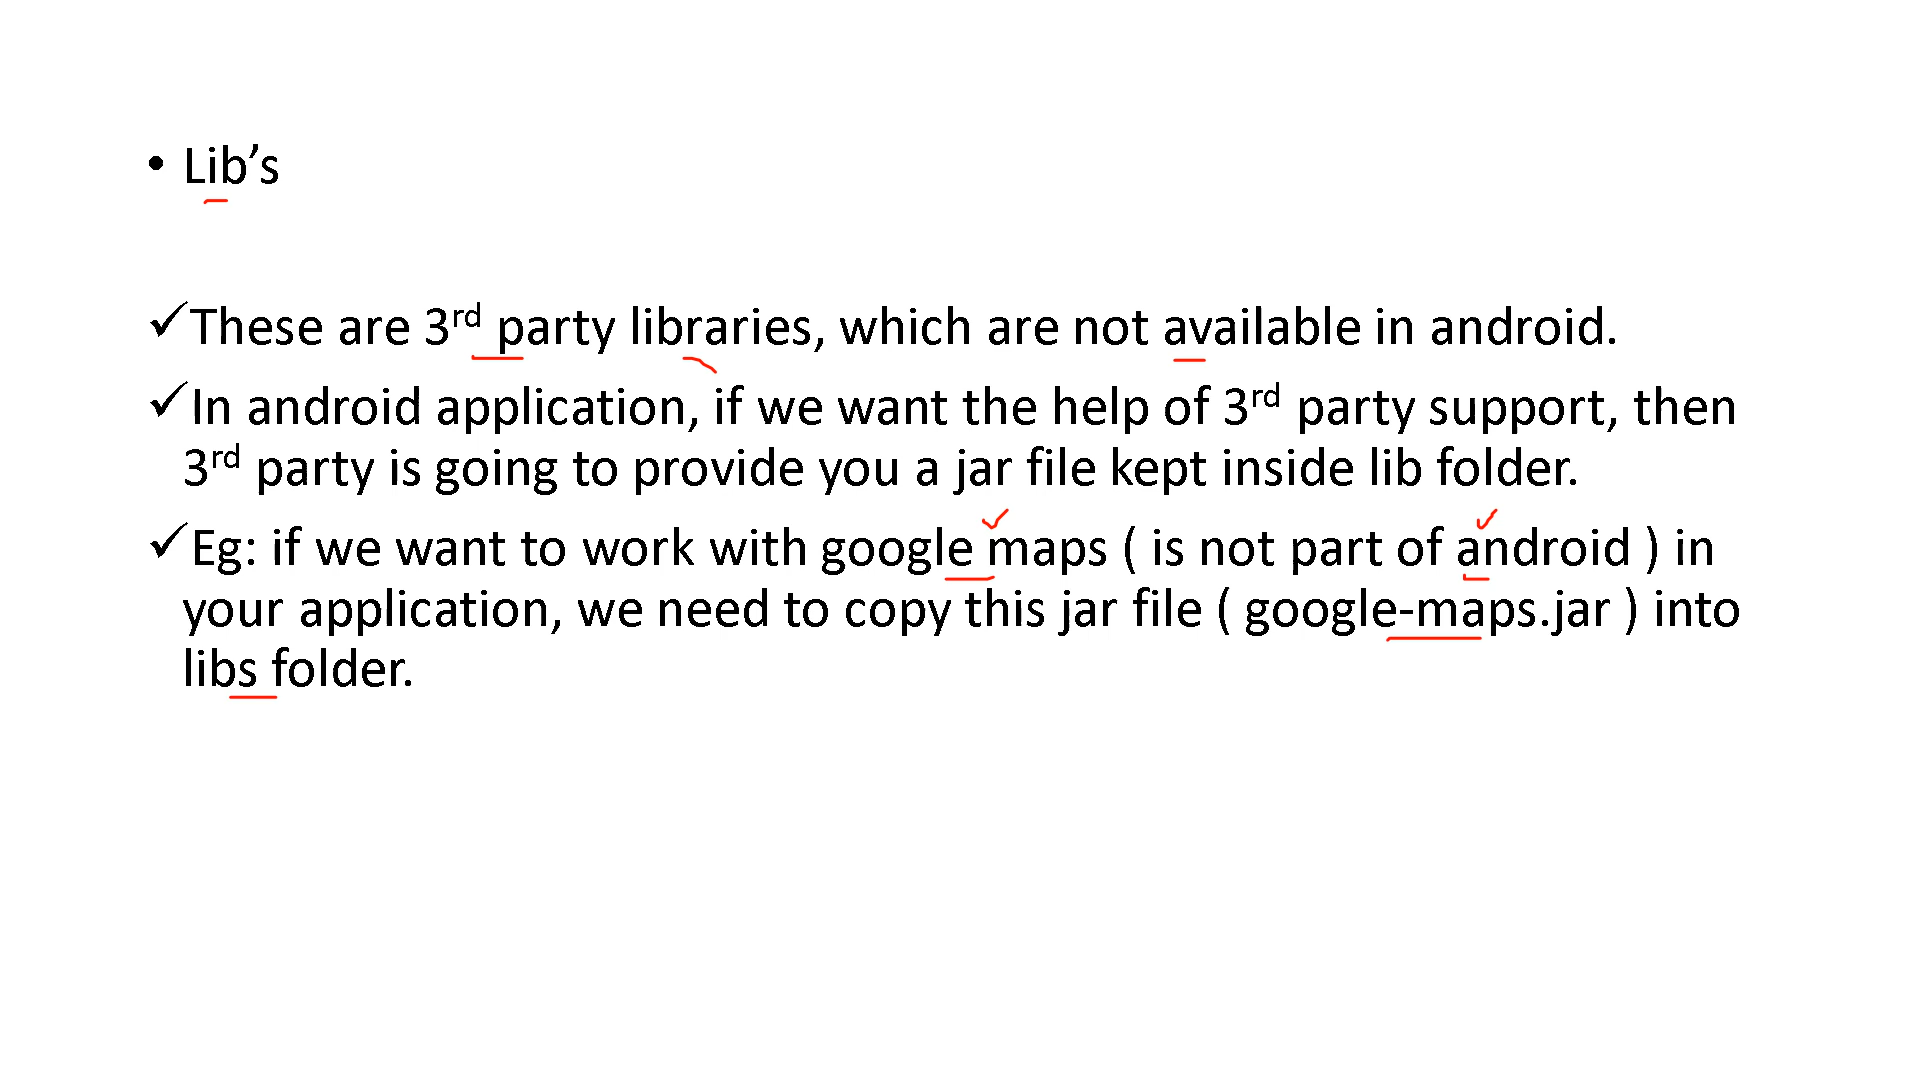 • Lib’s
✓These are 3rd party libraries, which are not available in android.
✓In android application, if we want the help of 3rd party support, then
3rd party is going to provide you a jar file kept inside lib folder.
✓Eg: if we want to work with google maps ( is not part of android ) in
your application, we need to copy this jar file ( google-maps.jar ) into
libs folder.